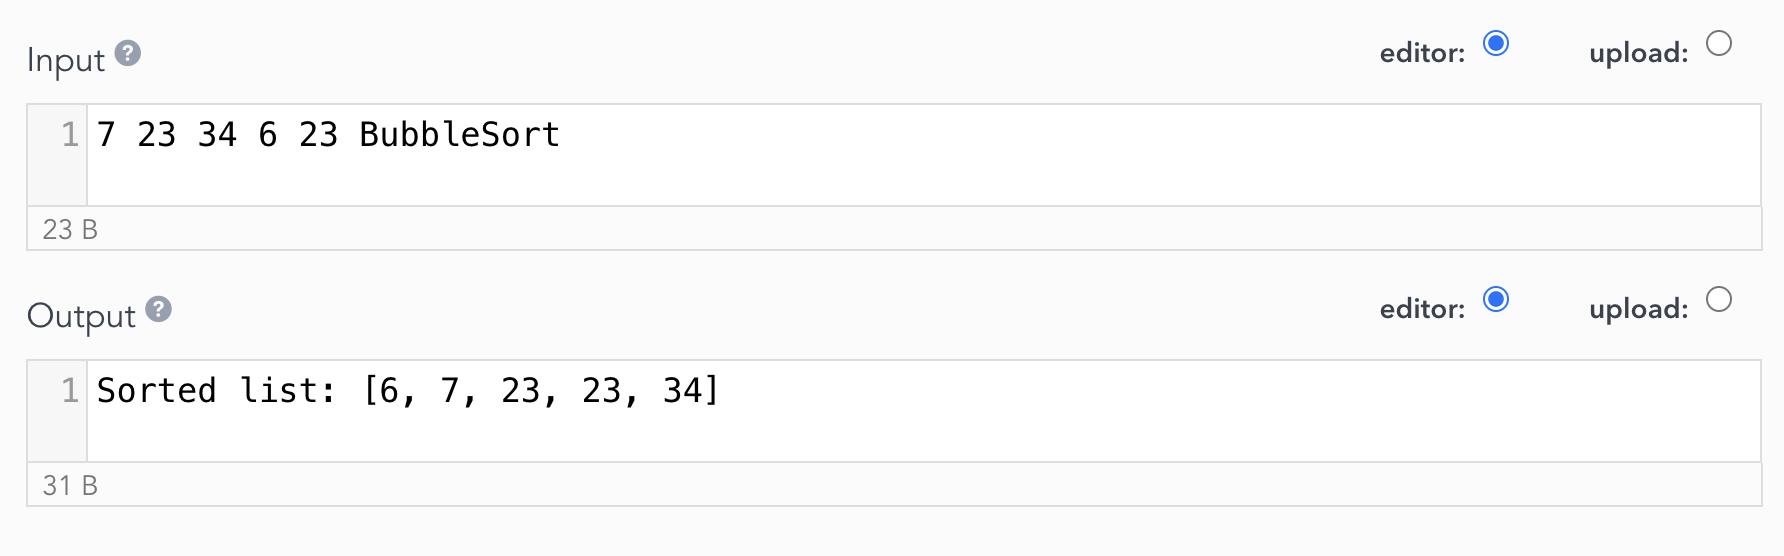 Input ? editor: upload:
1 7 23 34 6 23 BubbleSort
23 B
Output ? editor: upload:
1 Sorted list: [6, 7, 23, 23, 34]
31 B